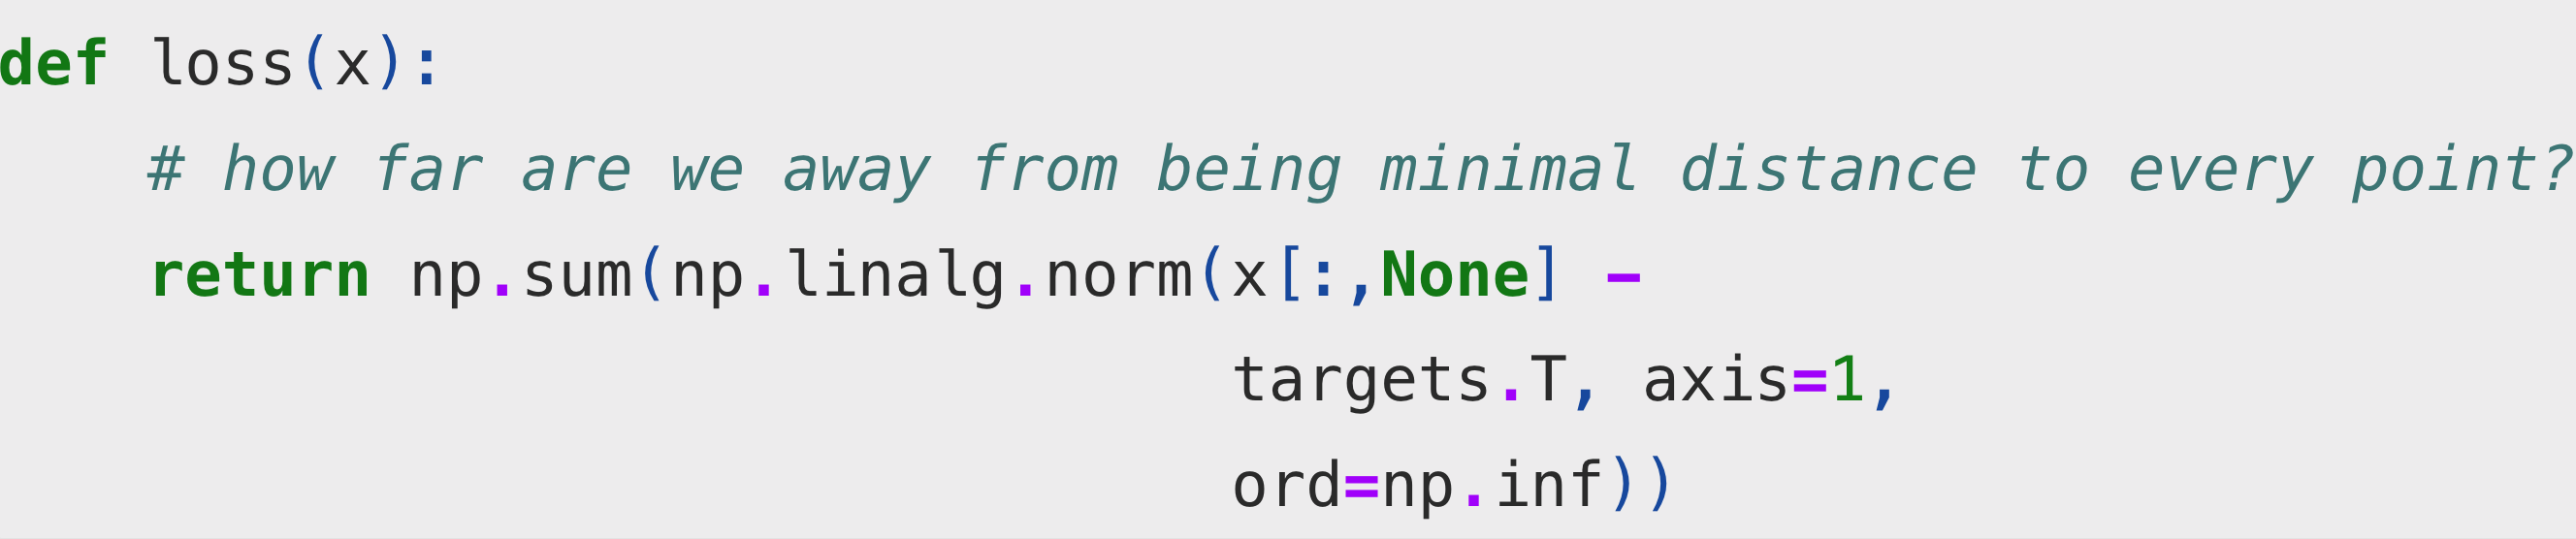 def loss(x):
    # how far are we away from being minimal distance to every point?
    return np.sum(np.linalg.norm(x[:,None] -
                                 targets.T, axis=1,
                                 ord=np.inf))